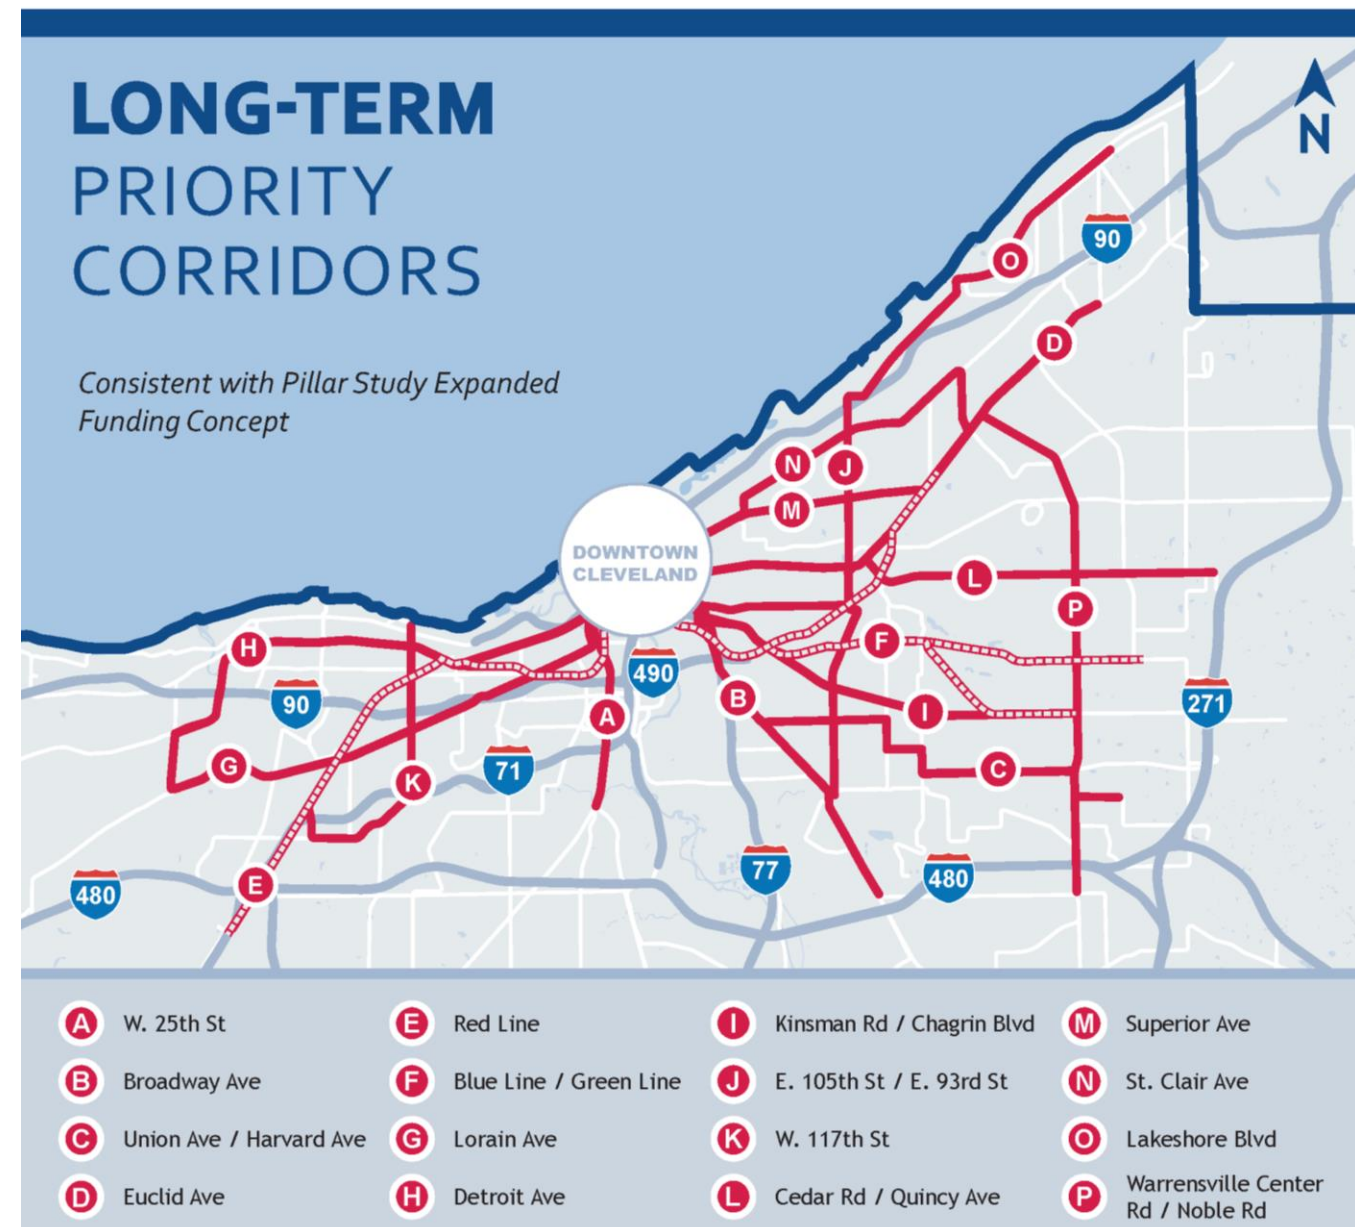 LONG-TERM
PRIORITY
CORRIDORS
Consistent with Pillar Study Expanded
Funding Concept
N
90
O
D
N
J
M
DOWNTOWN
CLEVELAND
L
P
H
F
490
90
B
271
A
I
G
71
K
C
77
480
480
E
A W. 25th St
B Broadway Ave
C Union Ave / Harvard Ave
D Euclid Ave
E Red Line
F Blue Line / Green Line
G Lorain Ave
H Detroit Ave
I Kinsman Rd / Chagrin Blvd
J E. 105th St / E. 93rd St
K W. 117th St
L Cedar Rd / Quincy Ave
M Superior Ave
N St. Clair Ave
O Lakeshore Blvd
P Warrensville Center
Rd / Noble Rd